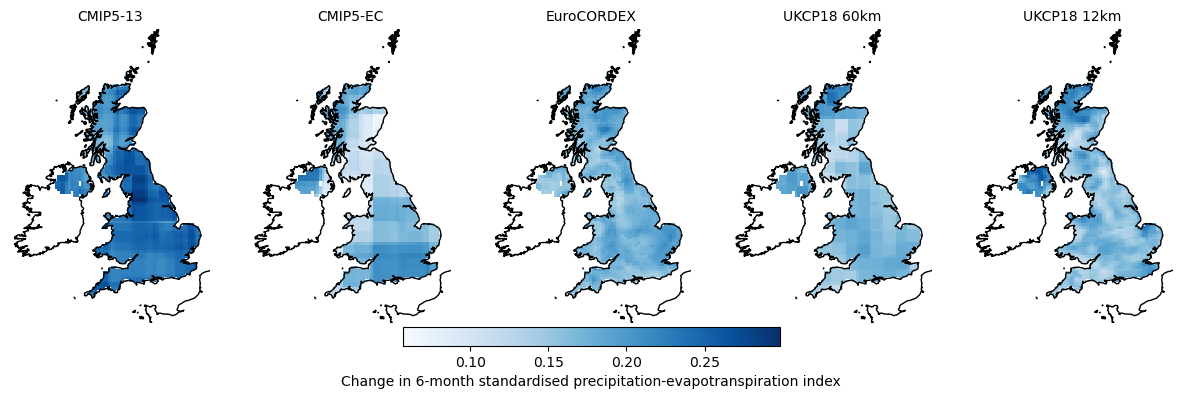 CMIP5-13
CMIP5-EC
EuroCORDEX
UKCP18 60km
UKCP18 12km
0.10
0.15
0.20
0.25
Change in 6-month standardised precipitation-evapotranspiration index